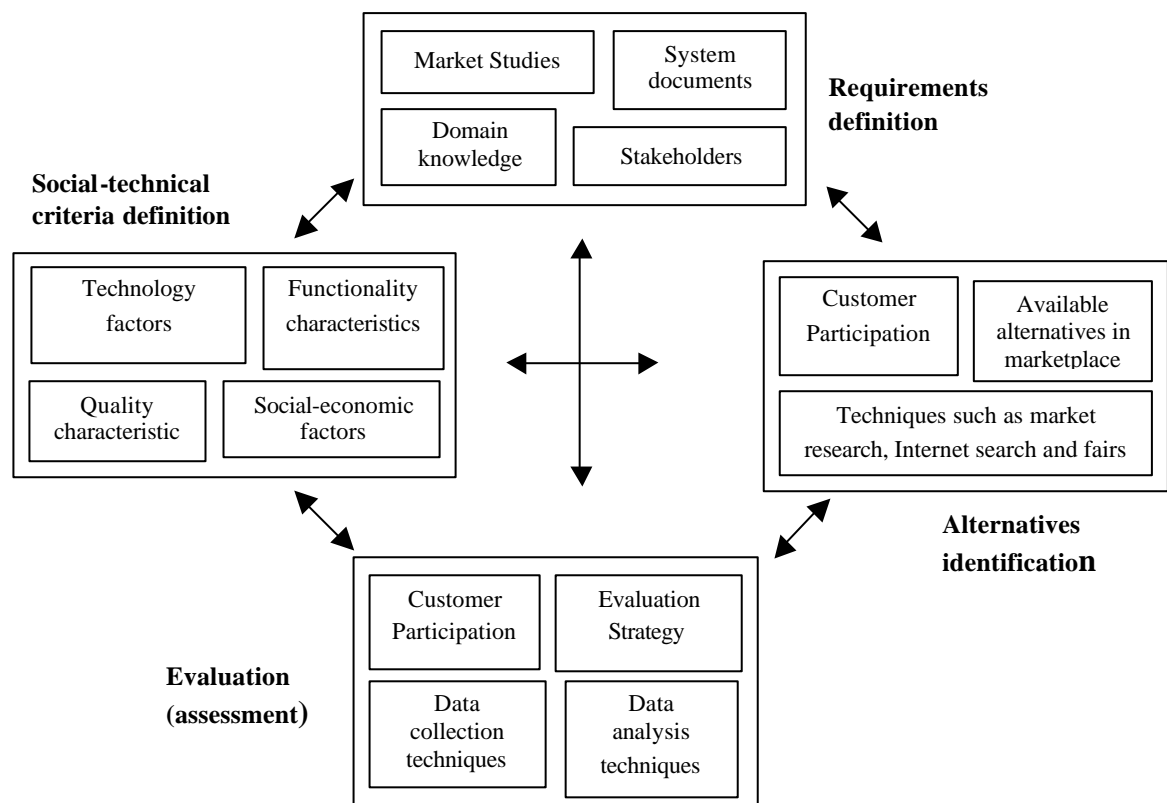 Market Studies
System
documents
Domain
knowledge
Stakeholders
Requirements
definition
Social-technical
criteria definition
Technology
factors
Functionality
characteristics
Quality
characteristic
Social-economic
factors
Customer
Participation
Available
alternatives in
marketplace
Techniques such as market
research, Internet search and fairs
Alternatives
identification
Customer
Participation
Evaluation
Strategy
Data
collection
techniques
Data
analysis
techniques
Evaluation
(assessment)